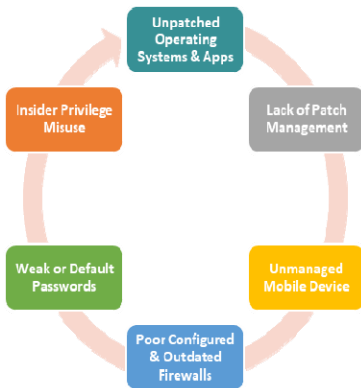 Unpatched
Operating
Systems & Apps
Insider Privilege
Misuse
Lack of Patch
Management
Weak or Default
Passwords
Unmanaged
Mobile Device
Poor Configured
& Outdated
Firewalls